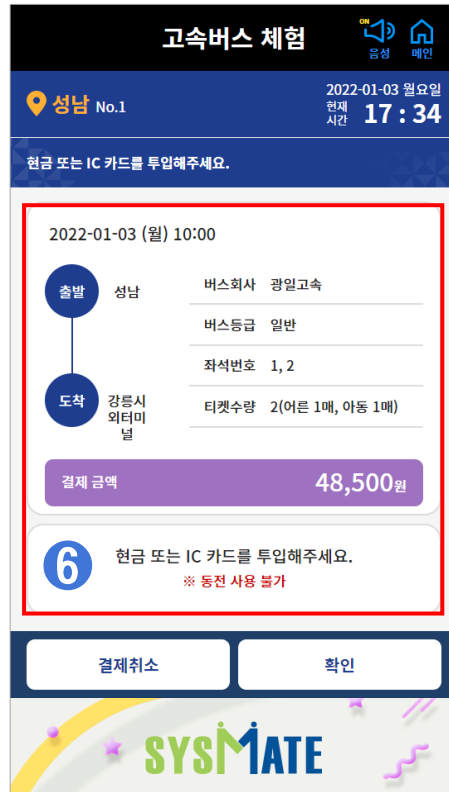 고속버스 체험
ON
음성
메인
성남 No.1
2022-01-03 월요일
현재
시간
17 : 34
현금 또는 IC 카드를 투입해주세요.
2022-01-03 (월) 10:00
출발
성남
도착
강릉시
외터미
널
버스회사 광일고속
버스등급 일반
좌석번호 1, 2
티켓수량 2(어른 1매, 아동 1매)
결제 금액 48,500원
6
현금 또는 IC 카드를 투입해주세요.
※ 동전 사용 불가
결제취소
확인
SYSMATE